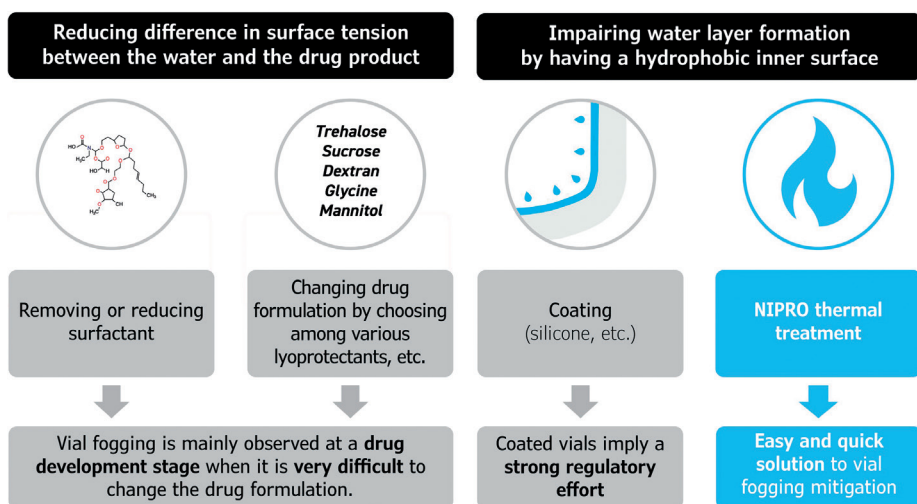 Reducing difference in surface tension
between the water and the drug product
Impairing water layer formation
by having a hydrophobic inner surface
Trehalose
Sucrose
Dextran
Glycine
Mannitol
Removing or reducing
surfactant
Changing drug
formulation by choosing
among various
lyoprotectants, etc.
Coating
(silicone, etc.)
NIPRO thermal
treatment
Vial fogging is mainly observed at a drug
development stage when it is very difficult to
change the drug formulation.
Coated vials imply a
strong regulatory
effort
Easy and quick
solution to vial
fogging mitigation